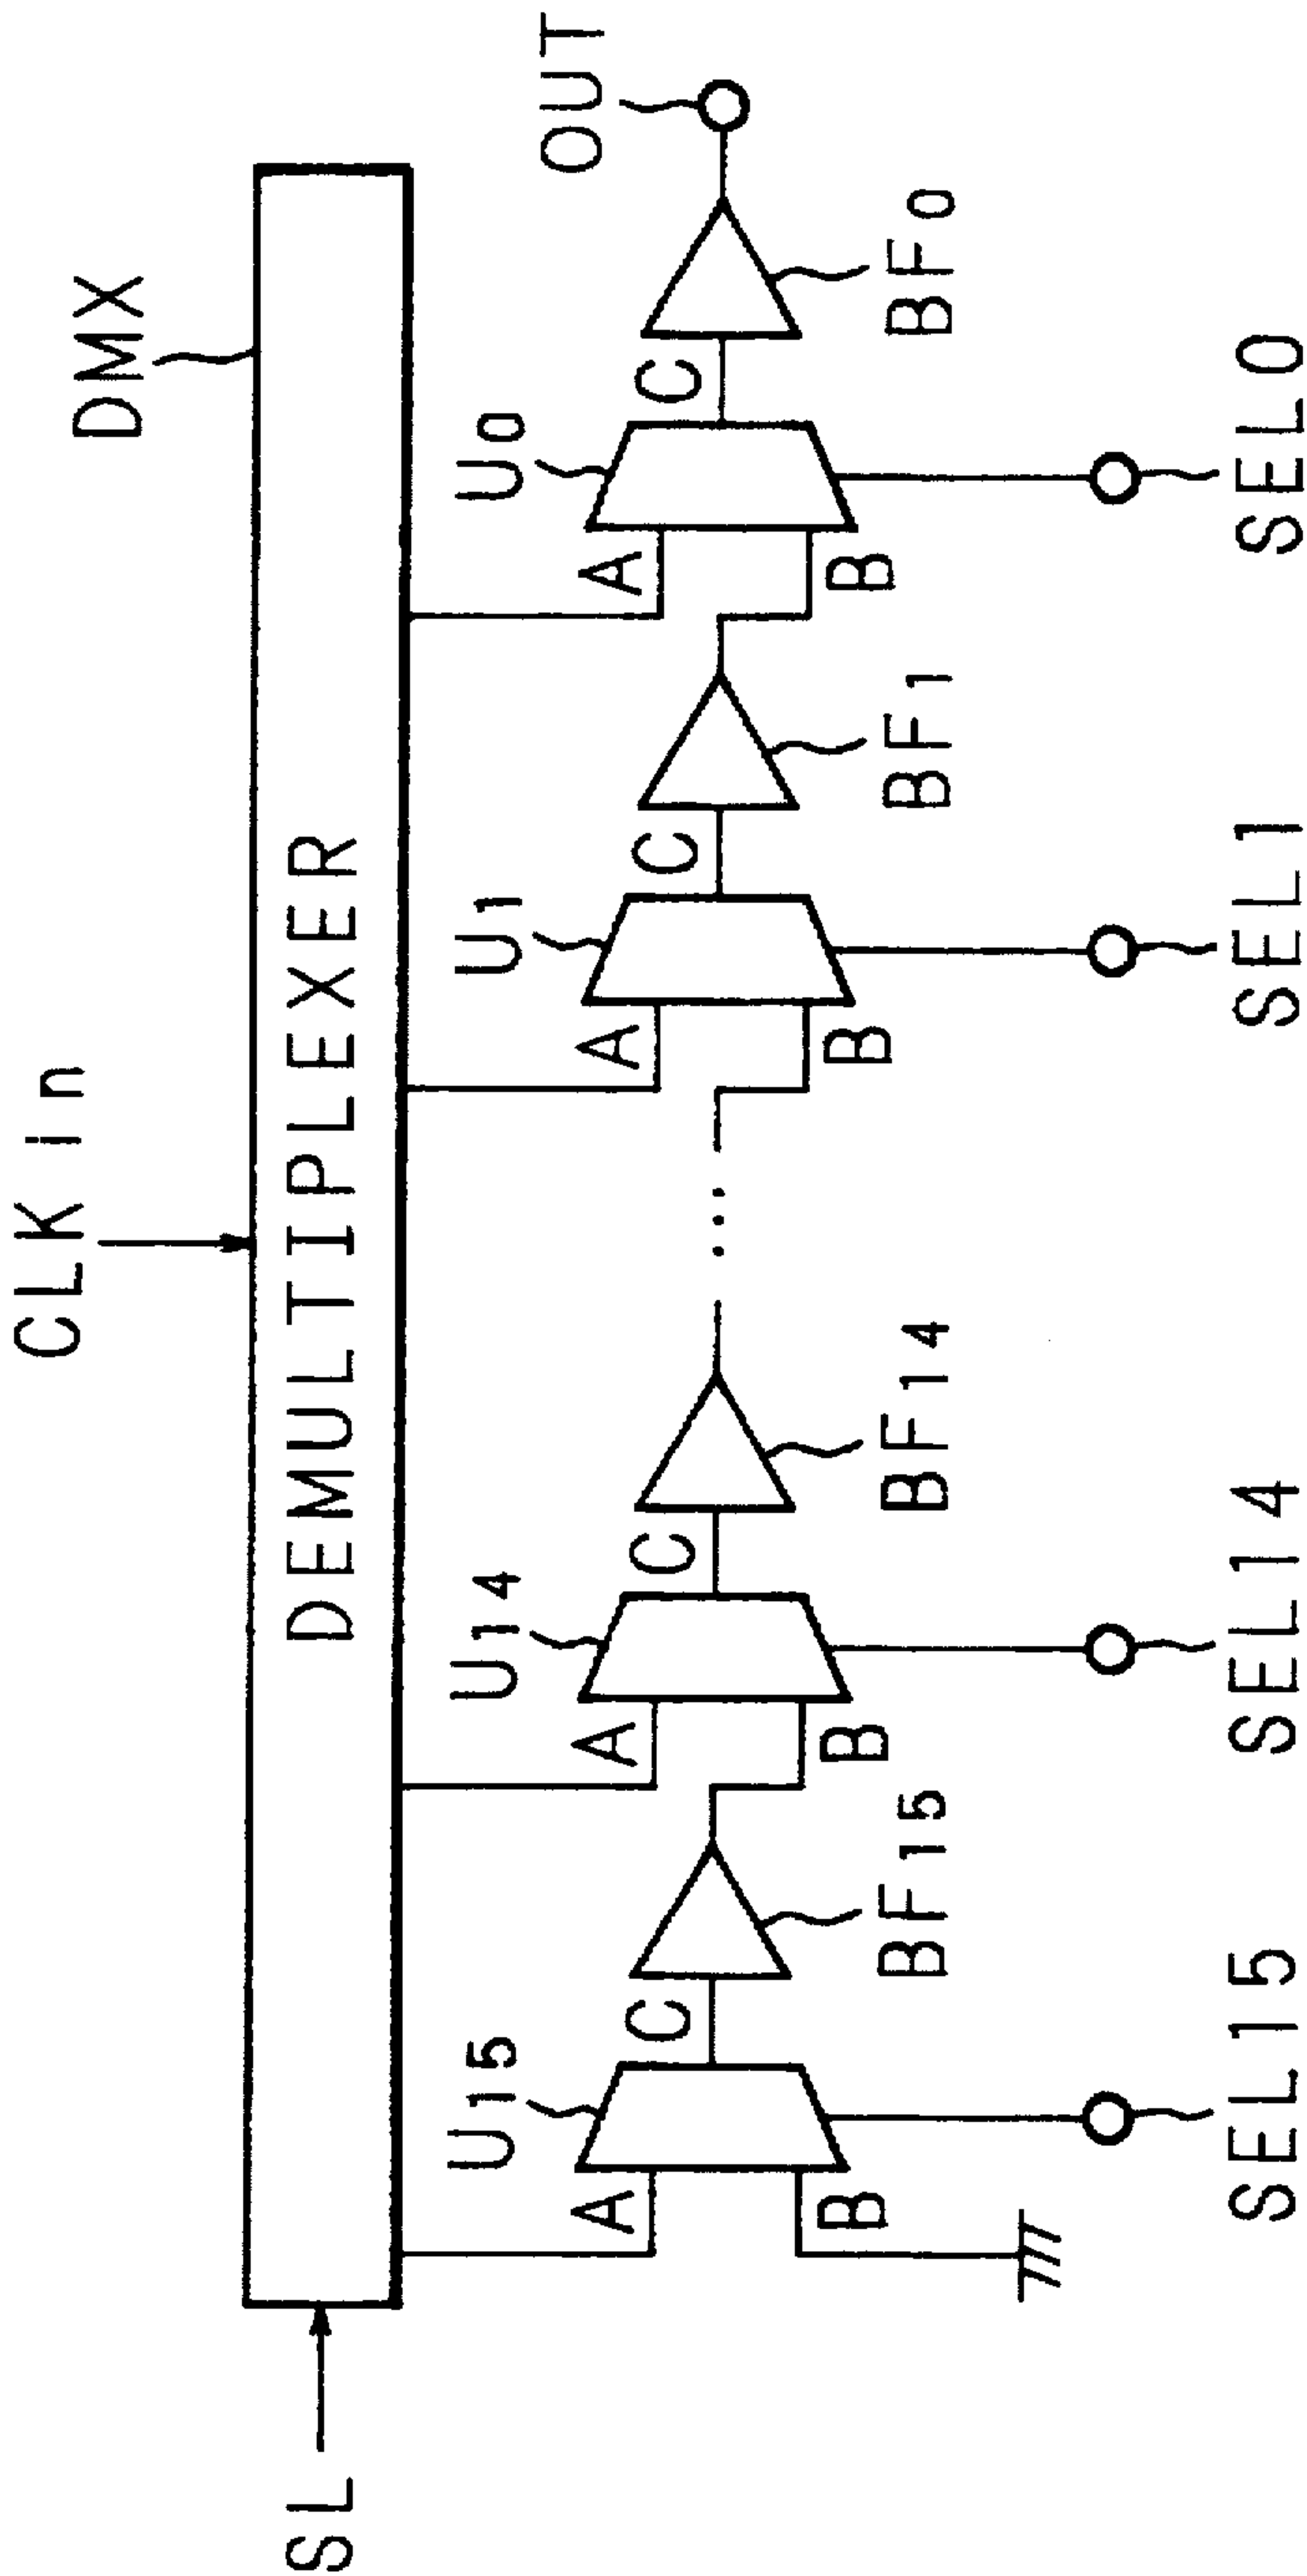 CLK in
DMX
SL
DEMULTIPLEXER
OUT
U15
U14
U1
U0
A
C
A
C
A
C
A
C
B
B
B
B
BF15
BF14
...
BF1
BF0
SEL15
SEL14
SEL1
SEL0